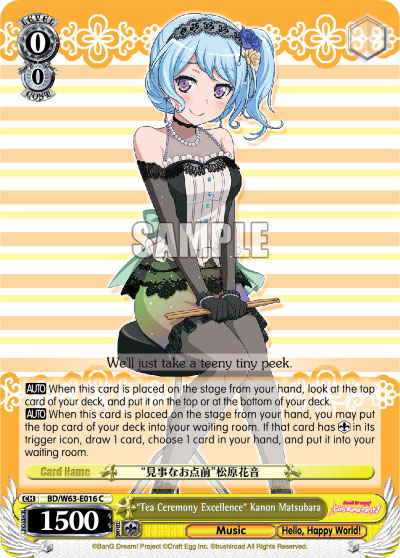 LEVEL
0
0
COST
SAMPLE
We'll just take a teeny tiny peek.
AUTO When this card is placed on the stage from your hand, look at the top
card of your deck, and put it on the top or at the bottom of your deck.
AUTO When this card is placed on the stage from your hand, you may put
the top card of your deck into your waiting room. If that card has in its
trigger icon, draw 1 card, choose 1 card in your hand, and put it into your
waiting room.
Card Name
"見事なお点前"松原花音
CH BD/W63-E016 C
"Tea Ceremony Excellence" Kanon Matsubara
1500
Music
Hello, Happy World!
©BanG Dream! Project ©Craft Egg Inc. ©bushiroad All Rights Reserved.